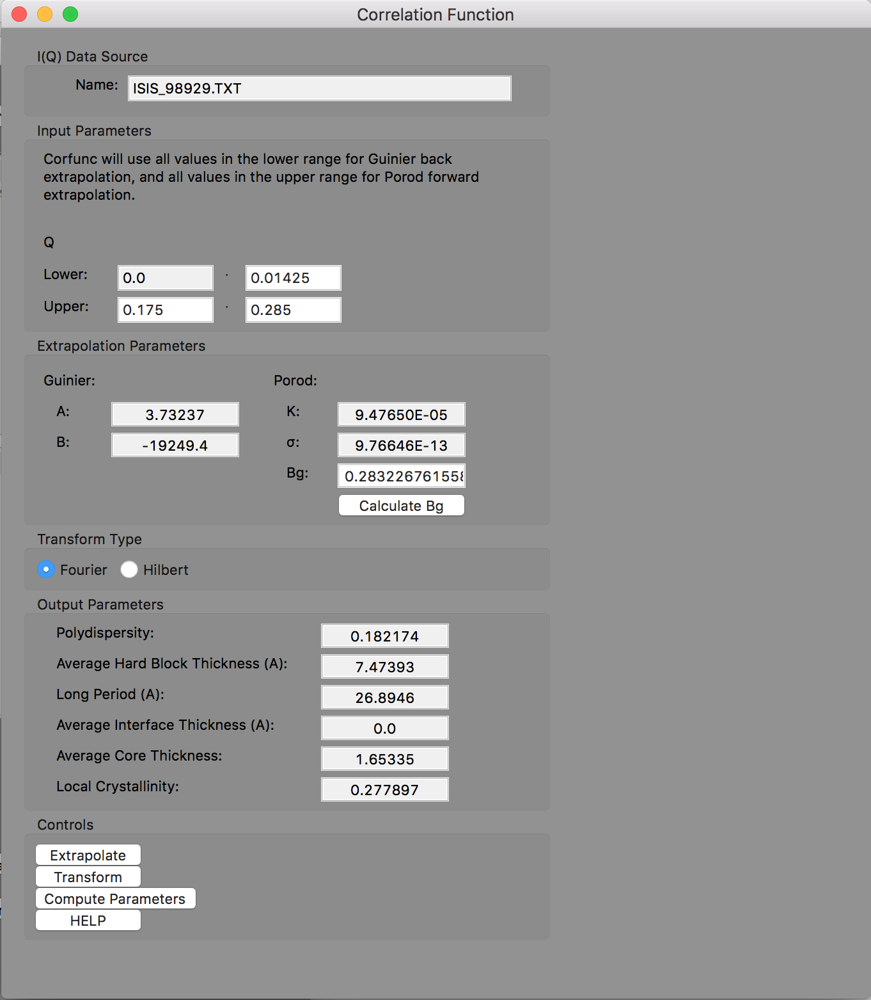 Correlation Function
I(Q) Data Source
Name: ISIS_98929.TXT
Input Parameters
Corfunc will use all values in the lower range for Guinier back
extrapolation, and all values in the upper range for Porod forward
extrapolation.
Q
Lower: 0.0 · 0.01425
Upper: 0.175 · 0.285
Extrapolation Parameters
Guinier: Porod:
A: 3.73237 K: 9.47650E-05
B: -19249.4 σ: 9.76646E-13
Bg: 0.283226761558
Calculate Bg
Transform Type
Fourier Hilbert
Output Parameters
Polydispersity: 0.182174
Average Hard Block Thickness (A): 7.47393
Long Period (A): 26.8946
Average Interface Thickness (A): 0.0
Average Core Thickness: 1.65335
Local Crystallinity: 0.277897
Controls
Extrapolate
Transform
Compute Parameters
HELP